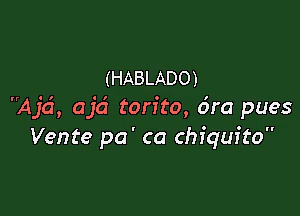 (HABLADO)
"Ajá, ajá torito, óra pues
Vente pa' ca chiquito"